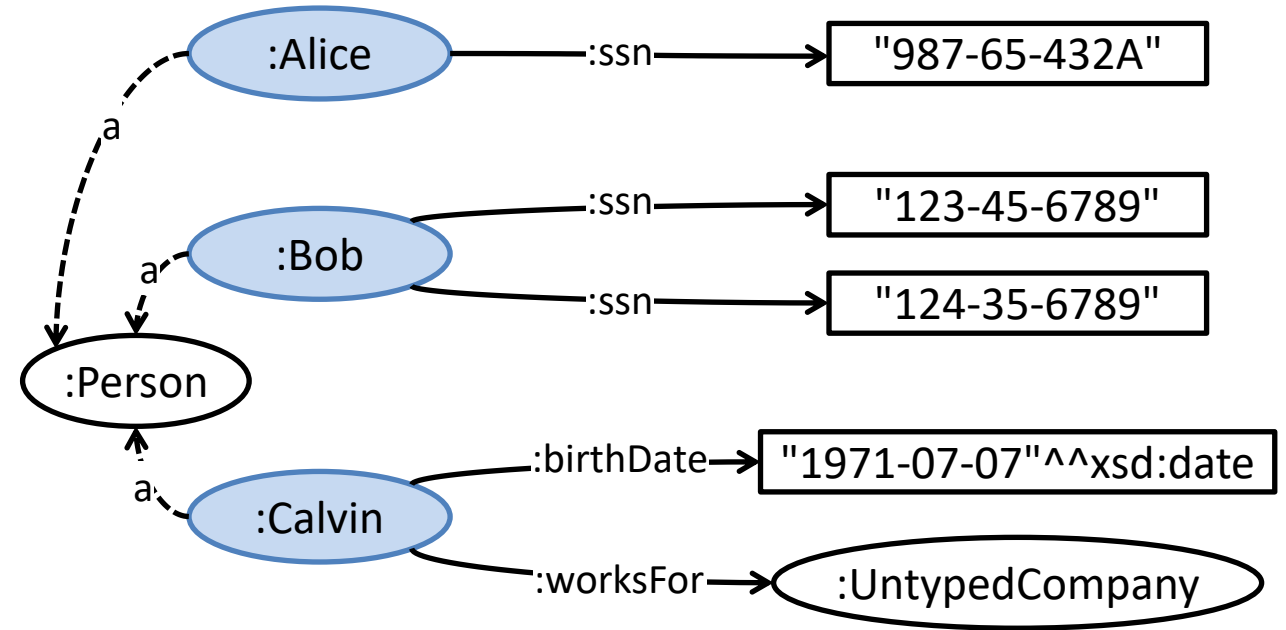 :Alice :ssn "987-65-432A"
a
:ssn "123-45-6789"
:Bob
a
:ssn "124-35-6789"
:Person
:birthDate "1971-07-07"^^xsd:date
a
:Calvin
:worksFor :UntypedCompany